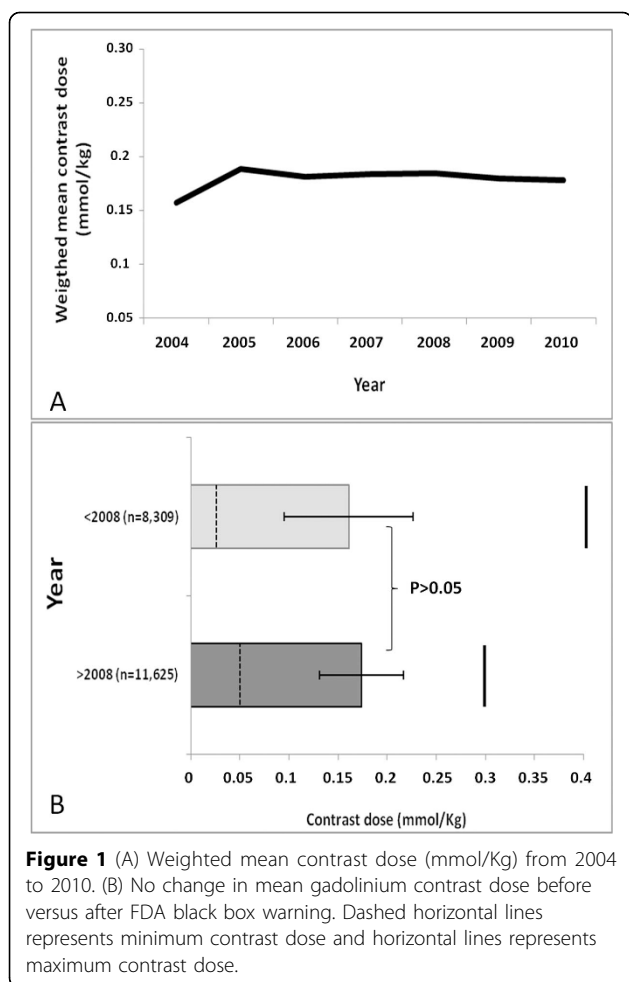 Weigthed mean contrast dose
(mmol/kg)
0.30
0.25
0.2
0.15
0.1
0.05
2004 2005 2006 2007 2008 2009 2010
Year
A
Year
<2008 (n=8,309)
P>0.05
>2008 (n=11,625)
0 0.05 0.1 0.15 0.2 0.25 0.3 0.35 0.4
Contrast dose (mmol/Kg)
B
Figure 1 (A) Weighted mean contrast dose (mmol/Kg) from 2004
to 2010. (B) No change in mean gadolinium contrast dose before
versus after FDA black box warning. Dashed horizontal lines
represents minimum contrast dose and horizontal lines represents
maximum contrast dose.